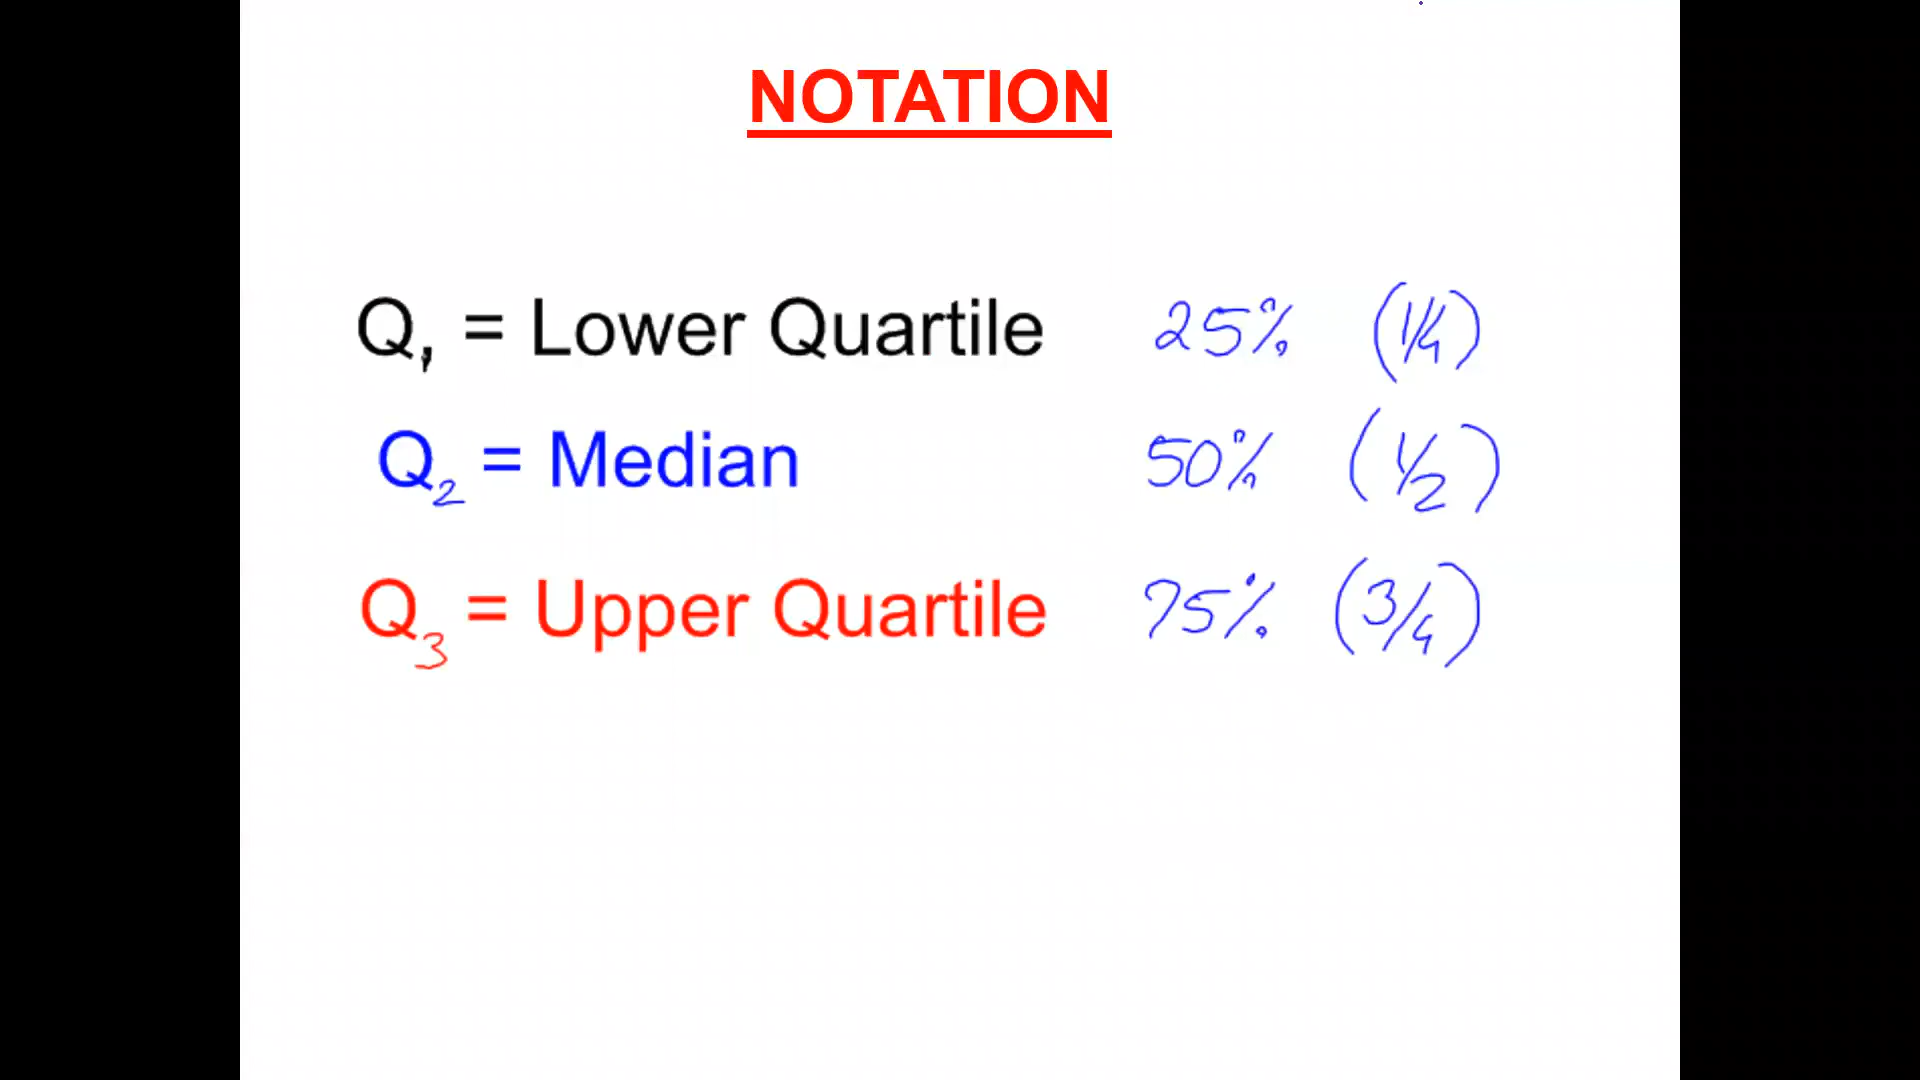 NOTATION
Q₁ = Lower Quartile 25% (1/4)
Q₂ = Median 50% (1/2)
Q₃ = Upper Quartile 75% (3/4)